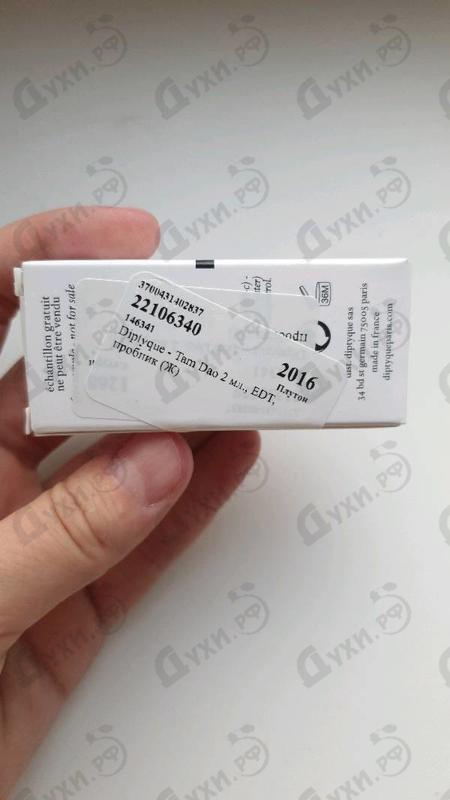 échantillon gratuit
ne peut être vendu
not for sale
3700431402837
22106340
146341
Diptyque - Tam Dao 2 мл., EDT,
пробник (Ж)
2016
Плутон
36M
diptyque sas
34 bd st germain 75005 paris
made in france
diptyqueparis.com
Духи.рф